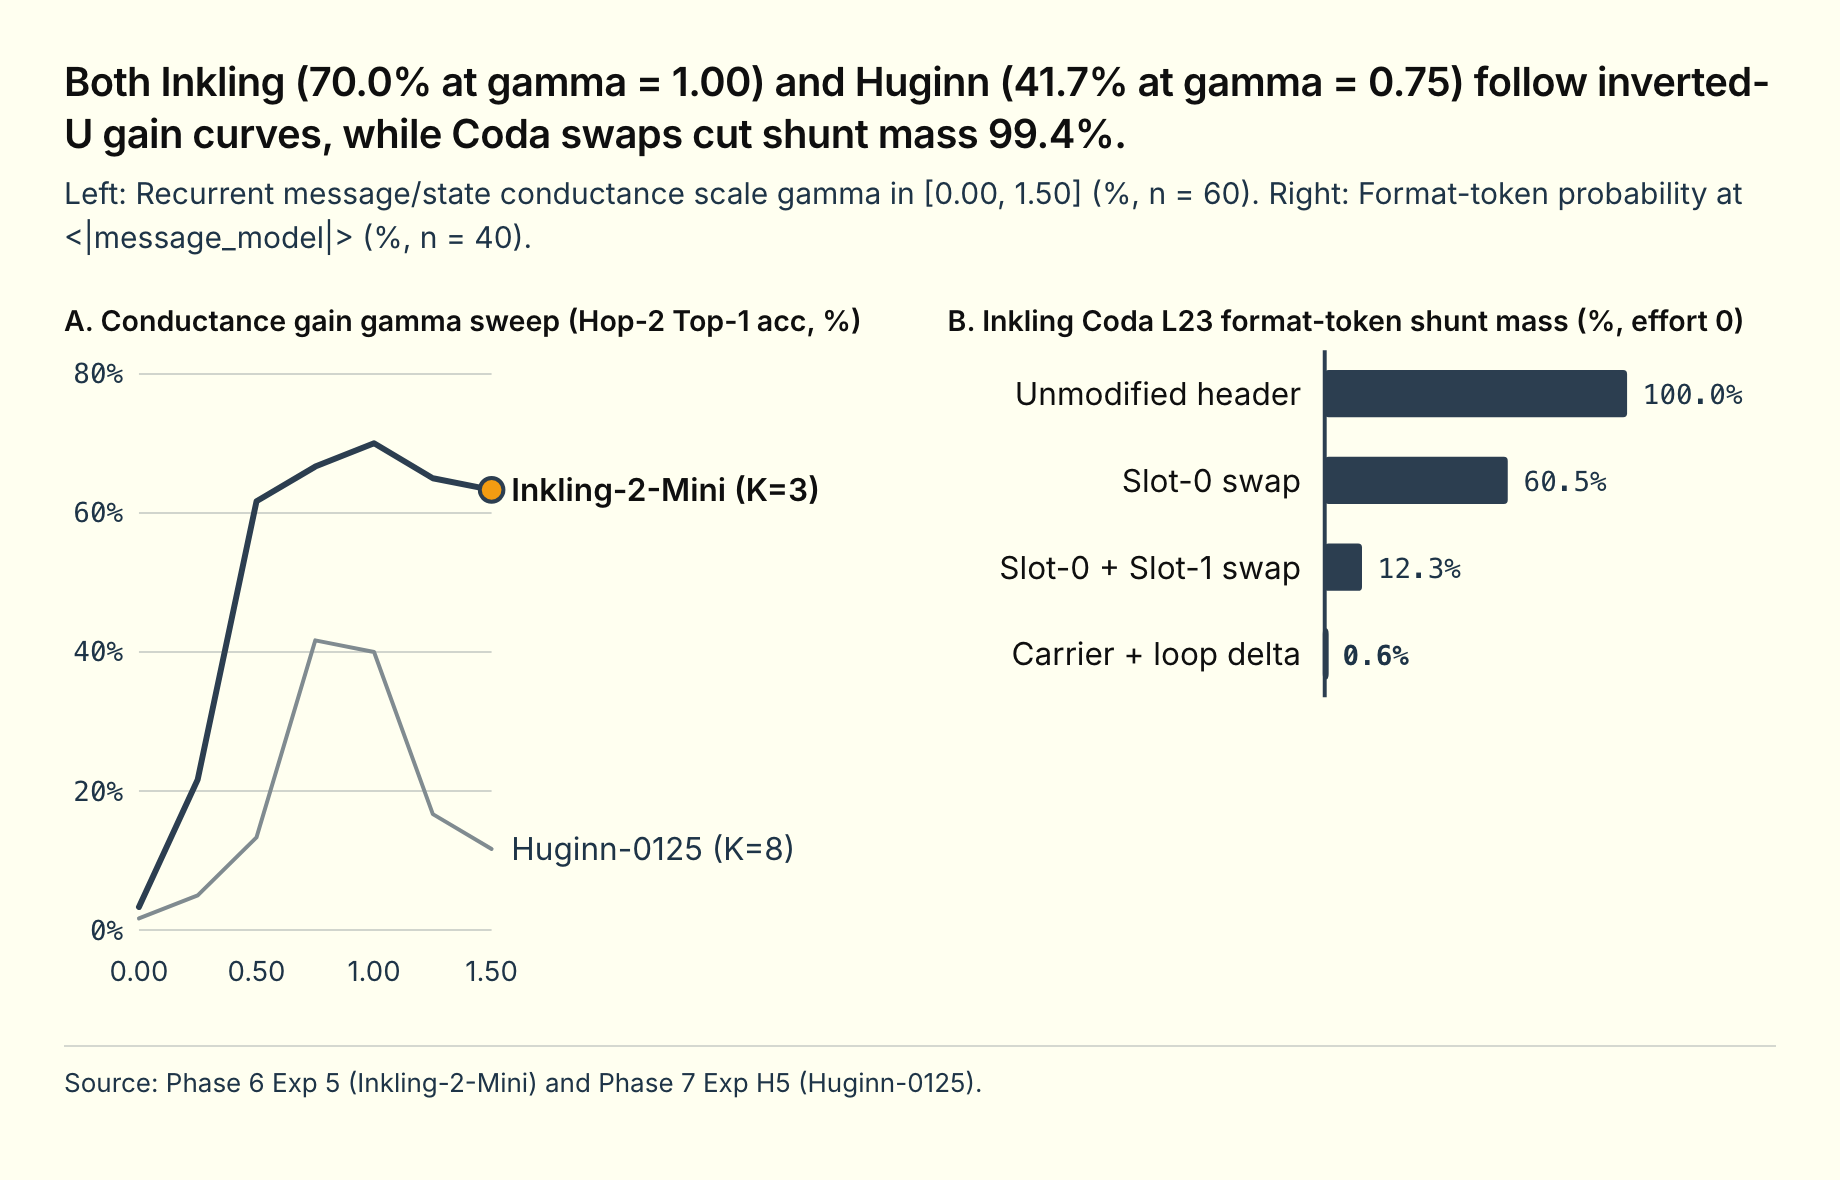 Both Inkling (70.0% at gamma = 1.00) and Huginn (41.7% at gamma = 0.75) follow inverted-
U gain curves, while Coda swaps cut shunt mass 99.4%.
Left: Recurrent message/state conductance scale gamma in [0.00, 1.50] (%, n = 60). Right: Format-token probability at
<|message_model|> (%, n = 40).
A. Conductance gain gamma sweep (Hop-2 Top-1 acc, %)
80%
60%
40%
20%
0%
0.00 0.50 1.00 1.50
Inkling-2-Mini (K=3)
Huginn-0125 (K=8)
B. Inkling Coda L23 format-token shunt mass (%, effort 0)
Unmodified header 100.0%
Slot-0 swap 60.5%
Slot-0 + Slot-1 swap 12.3%
Carrier + loop delta 0.6%
Source: Phase 6 Exp 5 (Inkling-2-Mini) and Phase 7 Exp H5 (Huginn-0125).